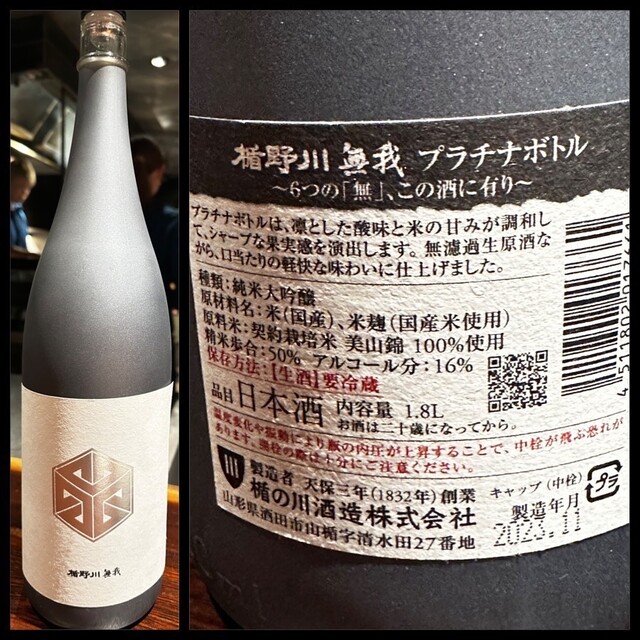 楯野川 無我
楯野川 無我 プラチナボトル
〜6つの「無」、この酒に有り〜
プラチナボトルは、凛とした酸味と米の甘みが調和し
て、シャープな果実感を演出します。無濾過生原酒な
がら、口当たりの軽快な味わいに仕上げました。
種類：純米大吟醸
原材料名：米(国産)、米麹(国産米使用)
原料米：契約栽培米 美山錦 100%使用
精米歩合：50% アルコール分：16%
保存方法：【生酒】要冷蔵
品目 日本酒 内容量 1.8L
お酒は二十歳になってから。
温度変化や振動により瓶の内圧が上昇することで、中栓が飛ぶ恐れが
あります。開栓の際は十分にご注意ください。
製造者 天保三年(1832年)創業
楯の川酒造株式会社
山形県酒田市山楯字清水田27番地
キャップ(中栓)
プラ
製造年月
2023.11
4 511802 017664